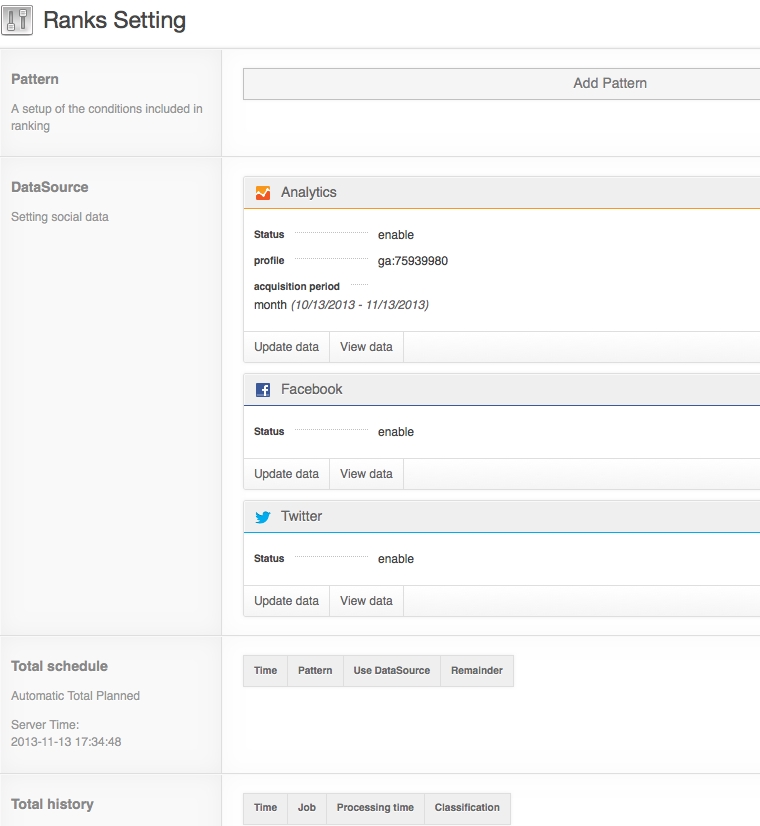 Ranks Setting
Pattern
A setup of the conditions included in
ranking
Add Pattern
DataSource
Setting social data
Analytics
Status enable
profile ga:75939980
acquisition period
month (10/13/2013 - 11/13/2013)
Update data View data
Facebook
Status enable
Update data View data
Twitter
Status enable
Update data View data
Total schedule
Automatic Total Planned
Server Time:
2013-11-13 17:34:48
Time Pattern Use DataSource Remainder
Total history
Time Job Processing time Classification